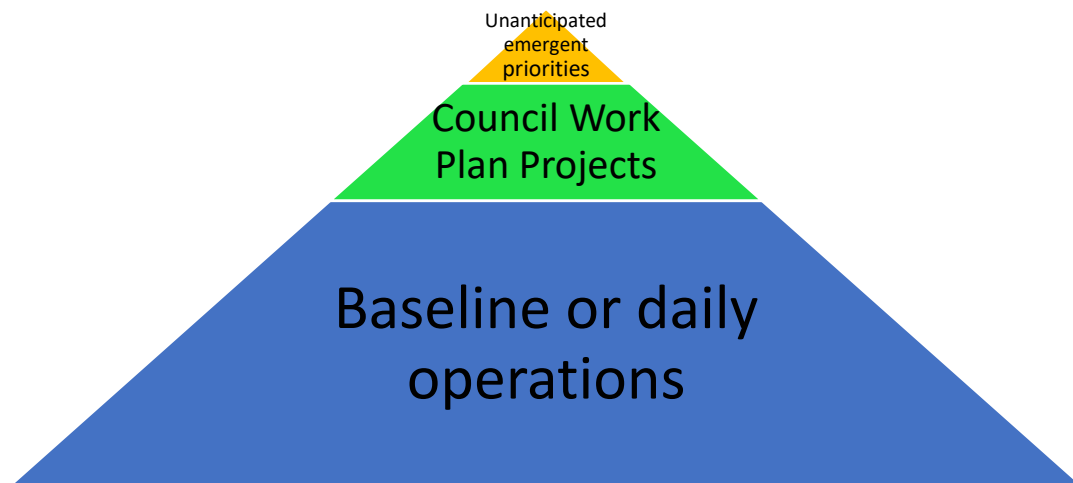 Unanticipated
emergent
priorities
Council Work
Plan Projects
Baseline or daily
operations